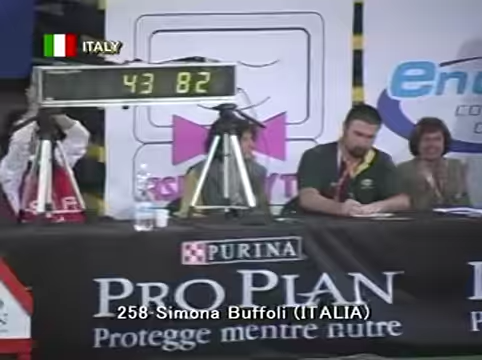 ITALY
43 82
PURINA
PRO PLAN
258 Simona Buffoli (ITALIA)
Protegge mentre nutre